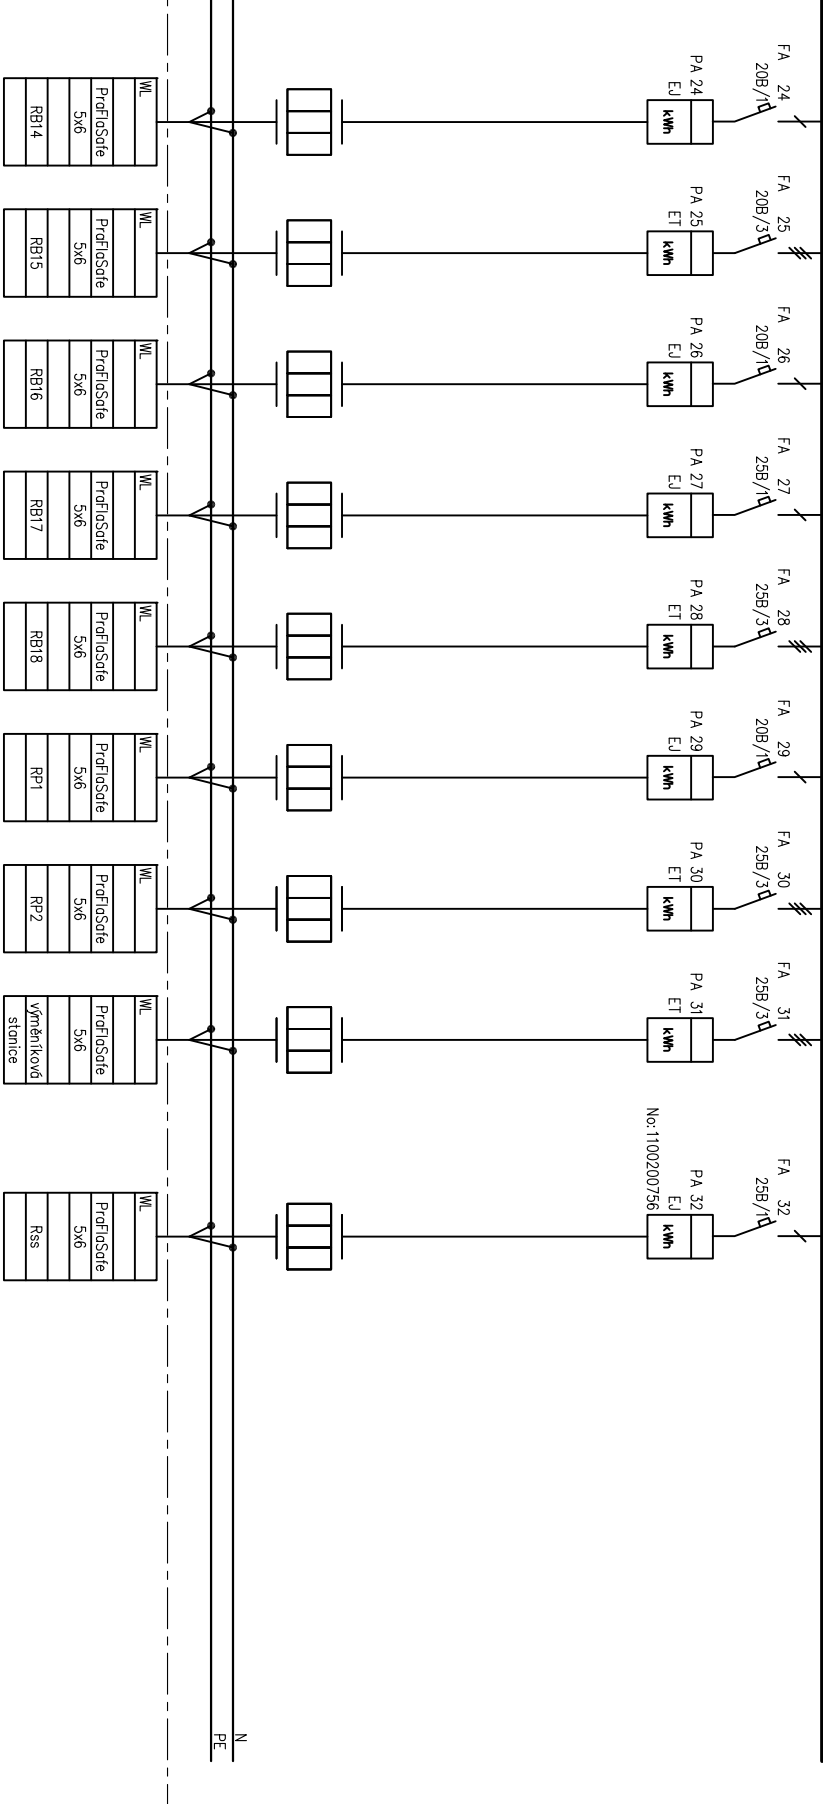 FA 24
20B/1
PA 24
EJ
kWh
WL
PraFlaSafe
5x6
RB14
FA 25
20B/3
PA 25
ET
kWh
WL
PraFlaSafe
5x6
RB15
FA 26
20B/1
PA 26
EJ
kWh
WL
PraFlaSafe
5x6
RB16
FA 27
25B/1
PA 27
EJ
kWh
WL
PraFlaSafe
5x6
RB17
FA 28
25B/3
PA 28
ET
kWh
WL
PraFlaSafe
5x6
RB18
FA 29
20B/1
PA 29
EJ
kWh
WL
PraFlaSafe
5x6
RP1
FA 30
25B/3
PA 30
ET
kWh
WL
PraFlaSafe
5x6
RP2
FA 31
25B/3
PA 31
ET
kWh
WL
PraFlaSafe
5x6
výměníková
stanice
FA 32
25B/1
PA 32
EJ
No:1100200756
kWh
WL
PraFlaSafe
5x6
Rss
N
PE